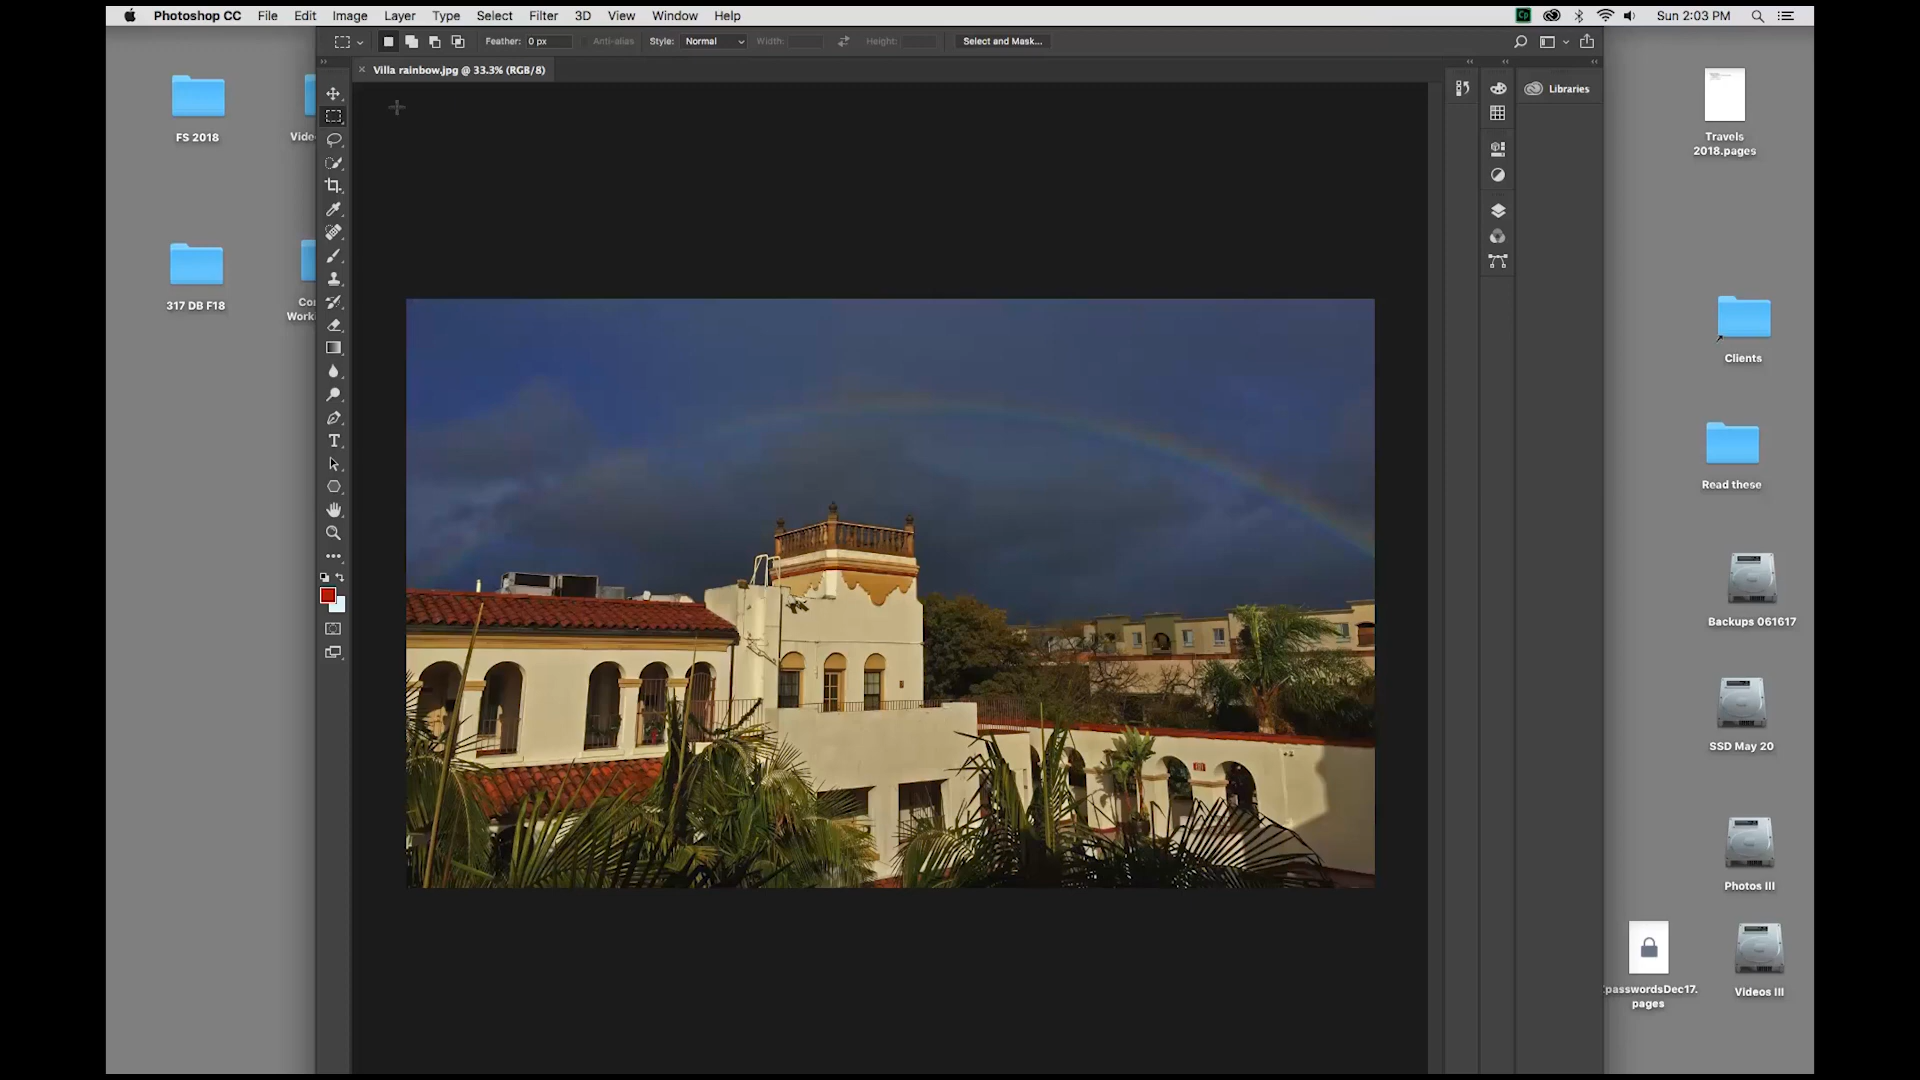 Photoshop CC File Edit Image Layer Type Select Filter 3D View Window Help
Sun 2:03 PM
Feather: 0 px Anti-alias Style: Normal Width: Height: Select and Mask...
× Villa rainbow.jpg @ 33.3% (RGB/8)
Libraries
FS 2018
Vide
Travels
2018.pages
317 DB F18
Co
Worki
Clients
Read these
Backups 061617
SSD May 20
Photos III
passwordsDec17.
pages
Videos III